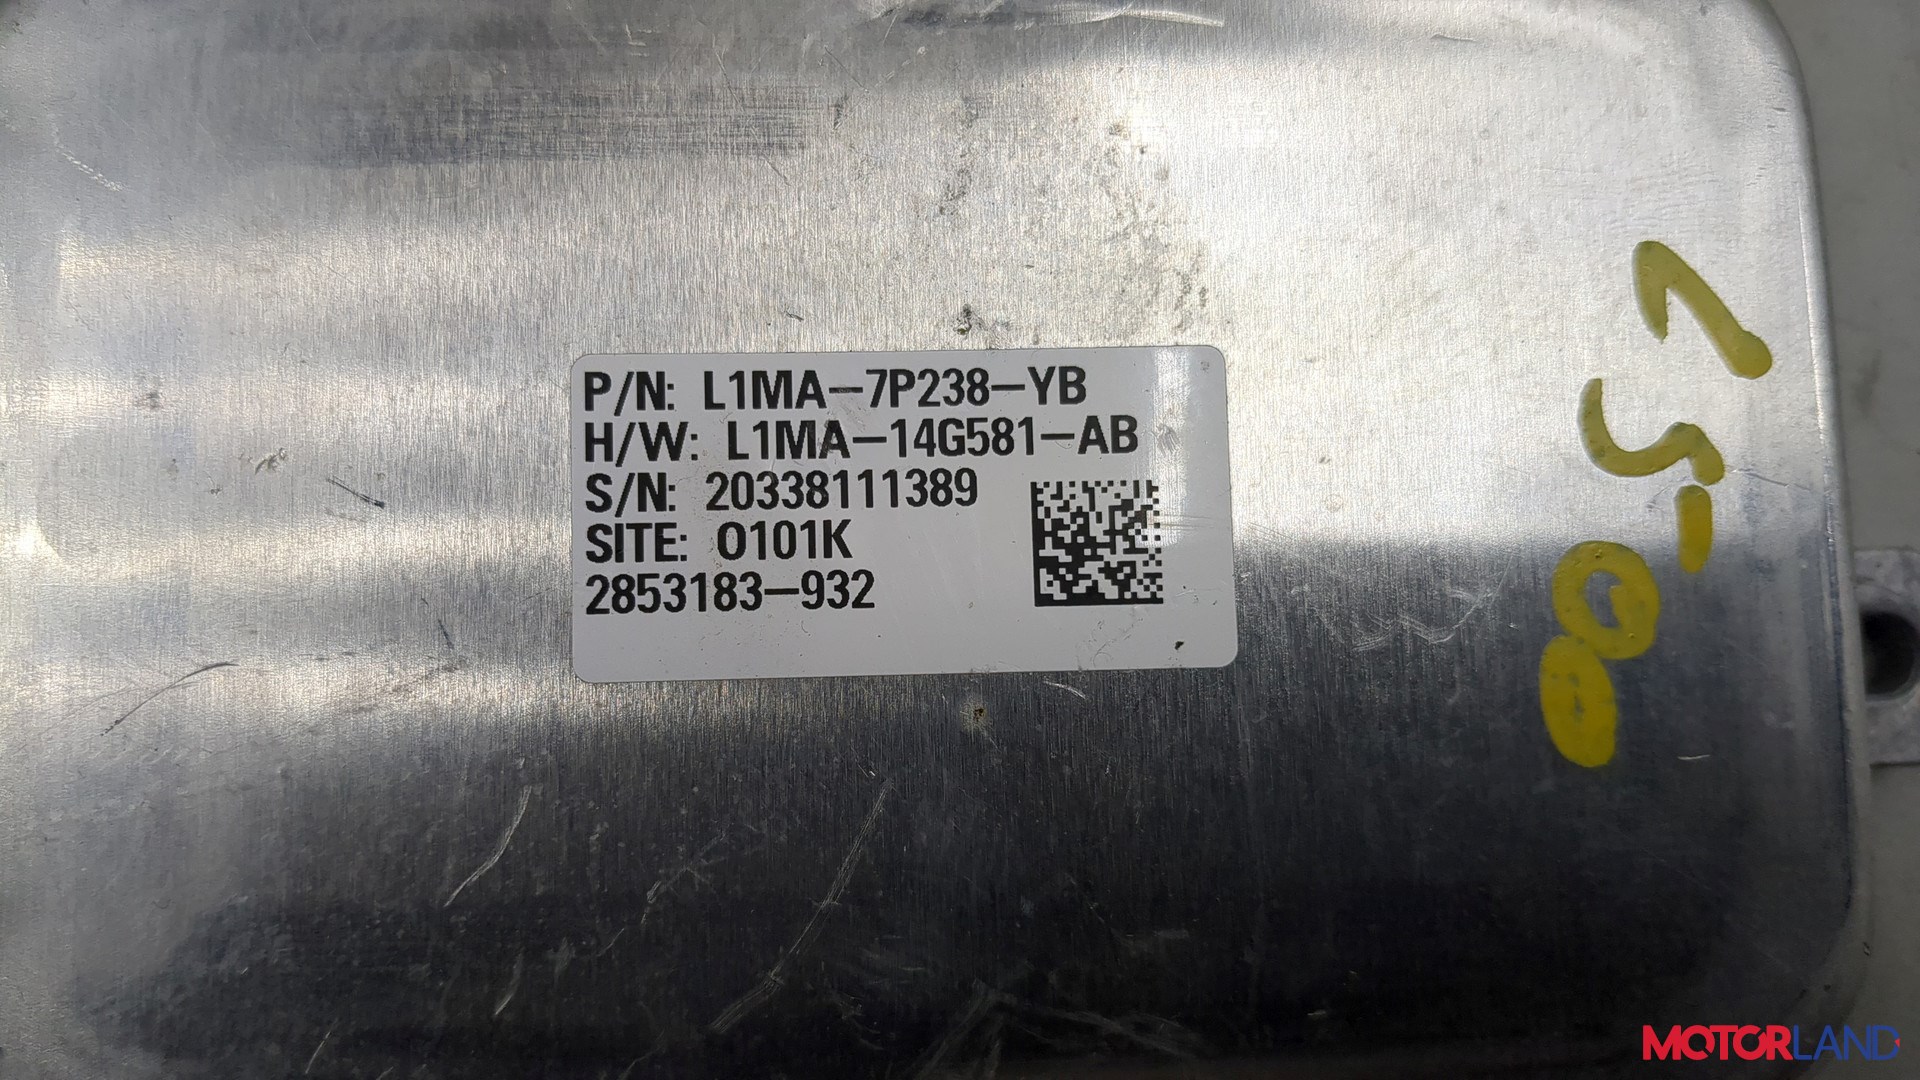 P/N: L1MA-7P238-YB
H/W: L1MA-14G581-AB
S/N: 20338111389
SITE: O101K
2853183-932
MOTORLAND